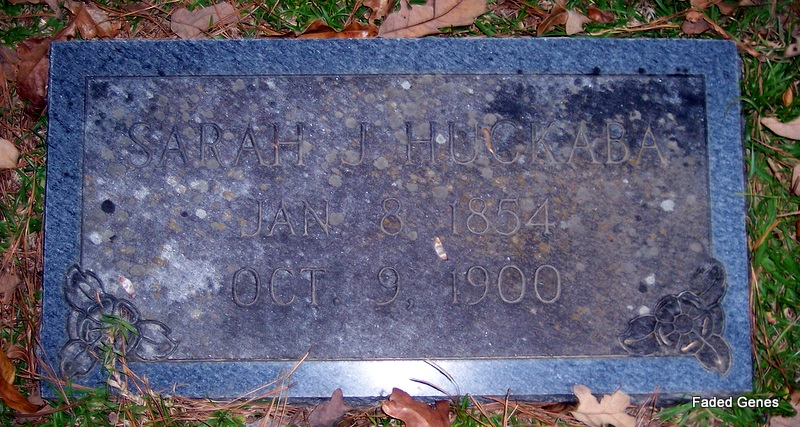 SARAH J. HUCKABA
JAN. 8, 1854
OCT. 9, 1900
Faded Genes